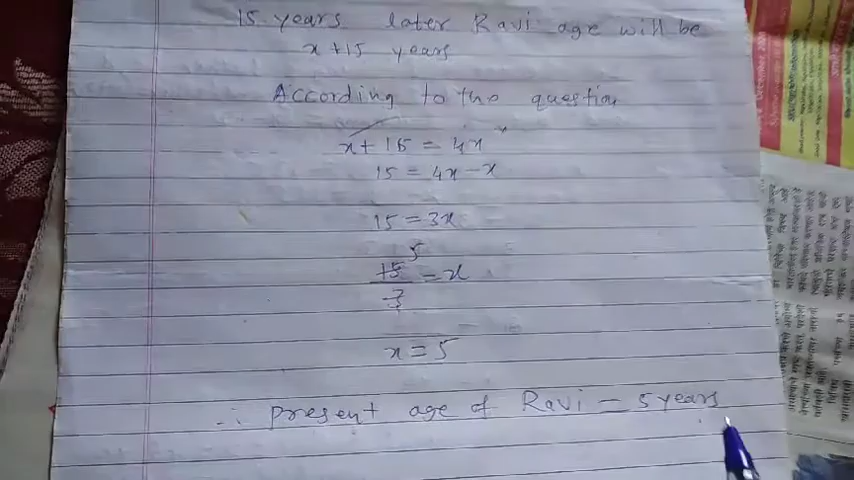 15 years later Ravi age will be
x + 15 years
According to the question
x + 15 = 4x
15 = 4x - x
15 = 3x
5
15/3 = x
x = 5
∴ present age of Ravi = 5 years